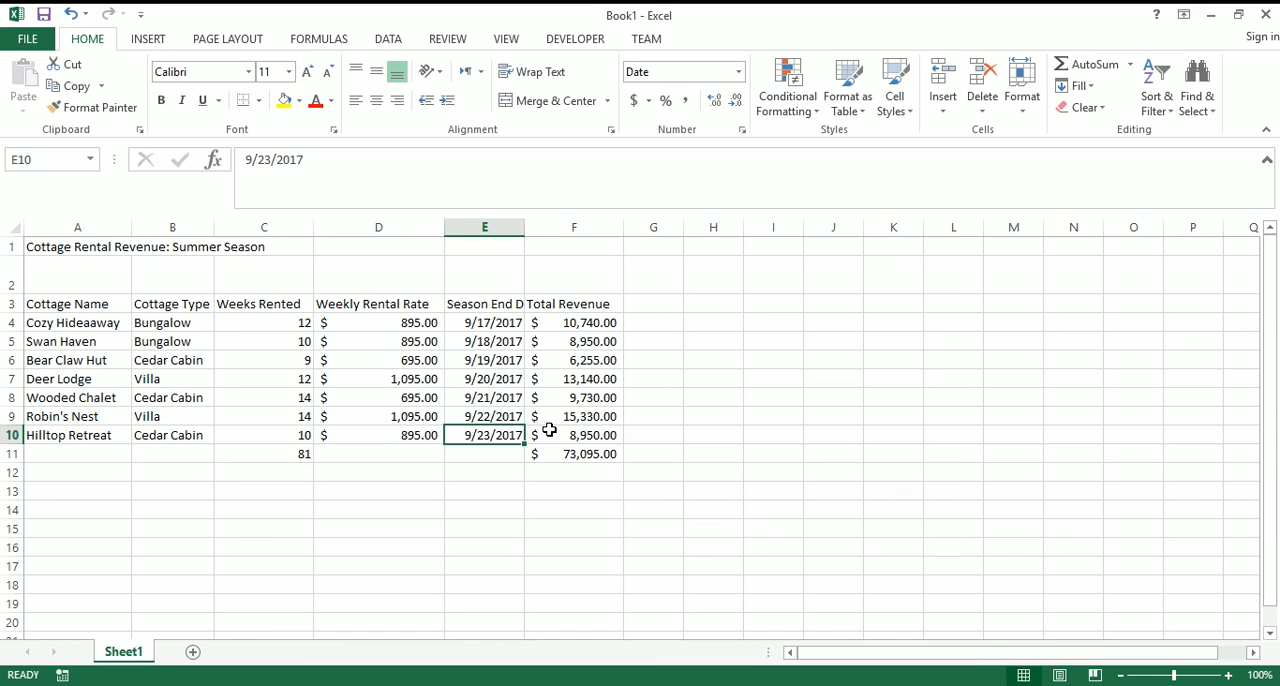 Book1 - Excel
?
Sign in
FILE HOME INSERT PAGE LAYOUT FORMULAS DATA REVIEW VIEW DEVELOPER TEAM
Paste
Cut
Copy
Format Painter
Clipboard
Calibri 11 A A
B I U A
Font
Wrap Text
Merge & Center
Alignment
Date
$ % ,
Number
Conditional Formatting
Format as Table
Cell Styles
Styles
Insert
Delete
Format
Cells
AutoSum
Fill
Clear
Sort & Filter
Find & Select
Editing
E10 fx 9/23/2017
A B C D E F G H I J K L M N O P Q
1 Cottage Rental Revenue: Summer Season
2
3 Cottage Name Cottage Type Weeks Rented Weekly Rental Rate Season End D Total Revenue
4 Cozy Hideaaway Bungalow 12 $ 895.00 9/17/2017 $ 10,740.00
5 Swan Haven Bungalow 10 $ 895.00 9/18/2017 $ 8,950.00
6 Bear Claw Hut Cedar Cabin 9 $ 695.00 9/19/2017 $ 6,255.00
7 Deer Lodge Villa 12 $ 1,095.00 9/20/2017 $ 13,140.00
8 Wooded Chalet Cedar Cabin 14 $ 695.00 9/21/2017 $ 9,730.00
9 Robin's Nest Villa 14 $ 1,095.00 9/22/2017 $ 15,330.00
10 Hilltop Retreat Cedar Cabin 10 $ 895.00 9/23/2017 $ 8,950.00
11 81 $ 73,095.00
12
13
14
15
16
17
18
19
20
Sheet1
READY 100%